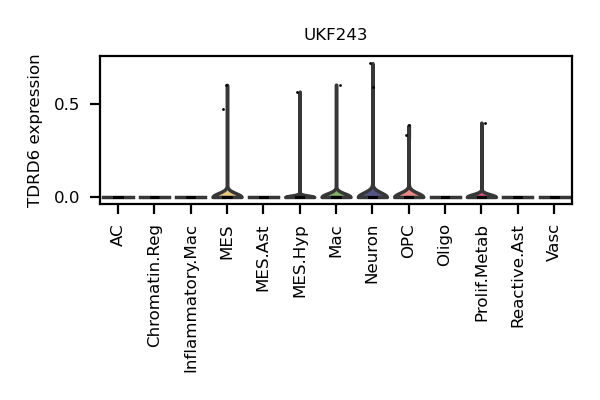 UKF243
TDRD6 expression
0.5
0.0
AC
Chromatin.Reg
Inflammatory.Mac
MES
MES.Ast
MES.Hyp
Mac
Neuron
OPC
Oligo
Prolif.Metab
Reactive.Ast
Vasc